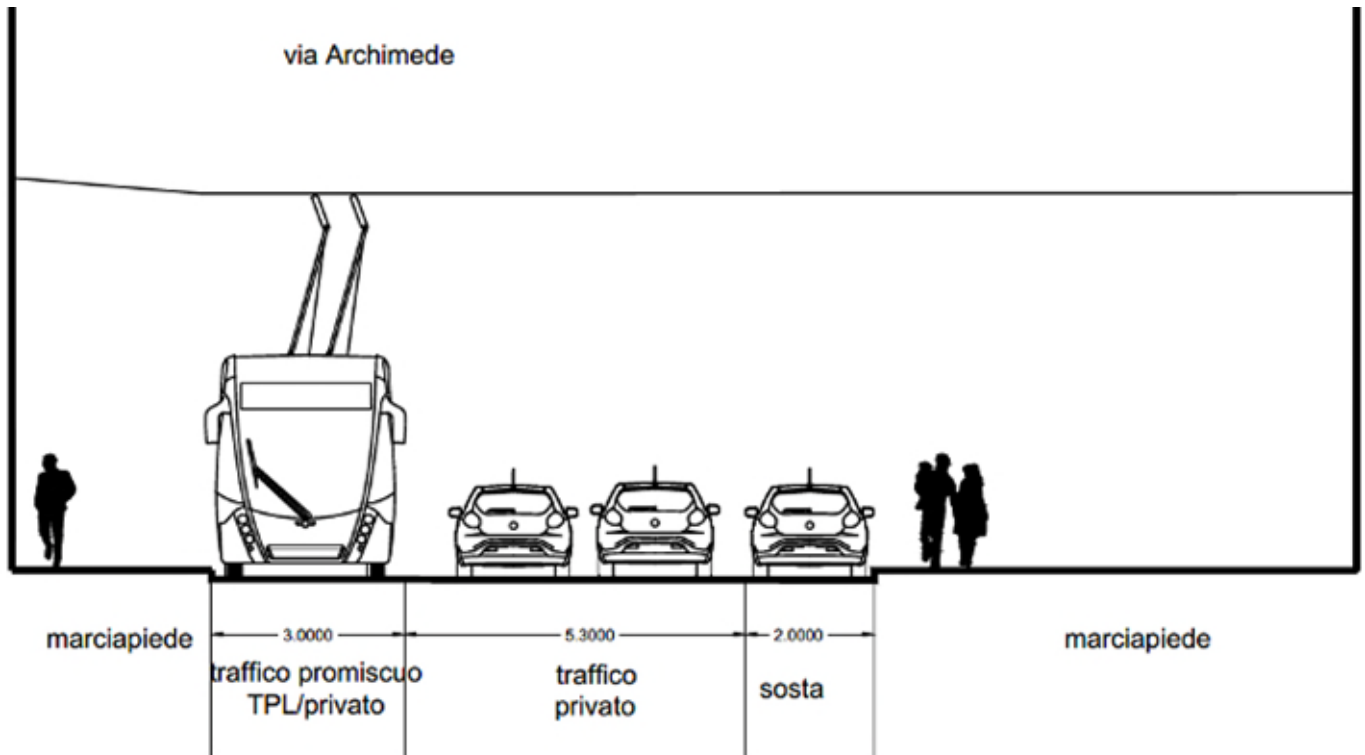 via Archimede
3.0000
5.3000
2.0000
marciapiede
traffico promiscuo
TPL/privato
traffico
privato
sosta
marciapiede